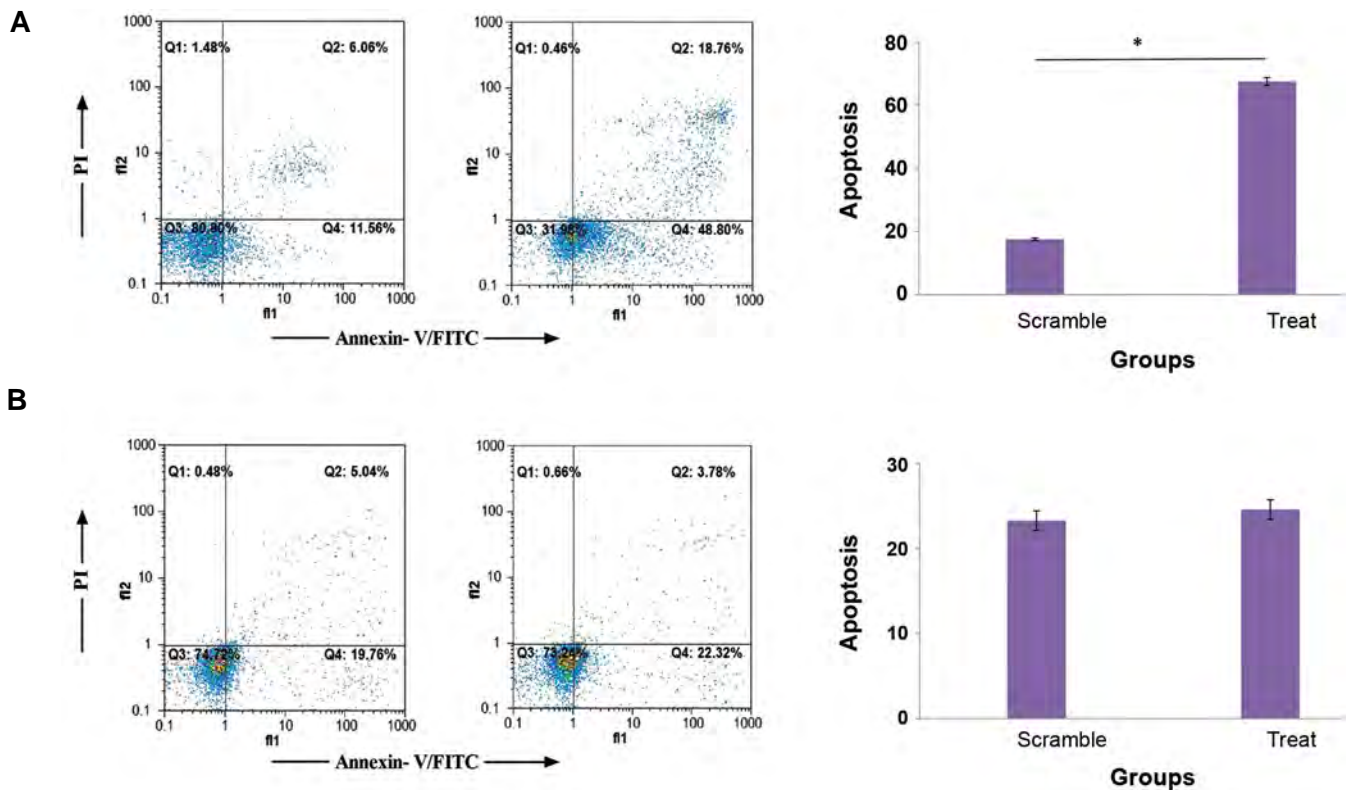 A
PI
fl2
1000
100
10
1
0.1
Q1: 1.48%
Q2: 6.06%
Q3: 80.80%
Q4: 11.56%
0.1
1
10
100
1000
fl1
fl2
1000
100
10
1
0.1
Q1: 0.46%
Q2: 18.76%
Q3: 31.98%
Q4: 48.80%
0.1
1
10
100
1000
fl1
Annexin- V/FITC
Apoptosis
80
60
40
20
0
*
Scramble
Treat
Groups
B
PI
fl2
1000
100
10
1
0.1
Q1: 0.48%
Q2: 5.04%
Q3: 74.72%
Q4: 19.76%
0.1
1
10
100
1000
fl1
fl2
1000
100
10
1
0.1
Q1: 0.66%
Q2: 3.78%
Q3: 73.24%
Q4: 22.32%
0.1
1
10
100
1000
fl1
Annexin- V/FITC
Apoptosis
30
20
10
0
Scramble
Treat
Groups